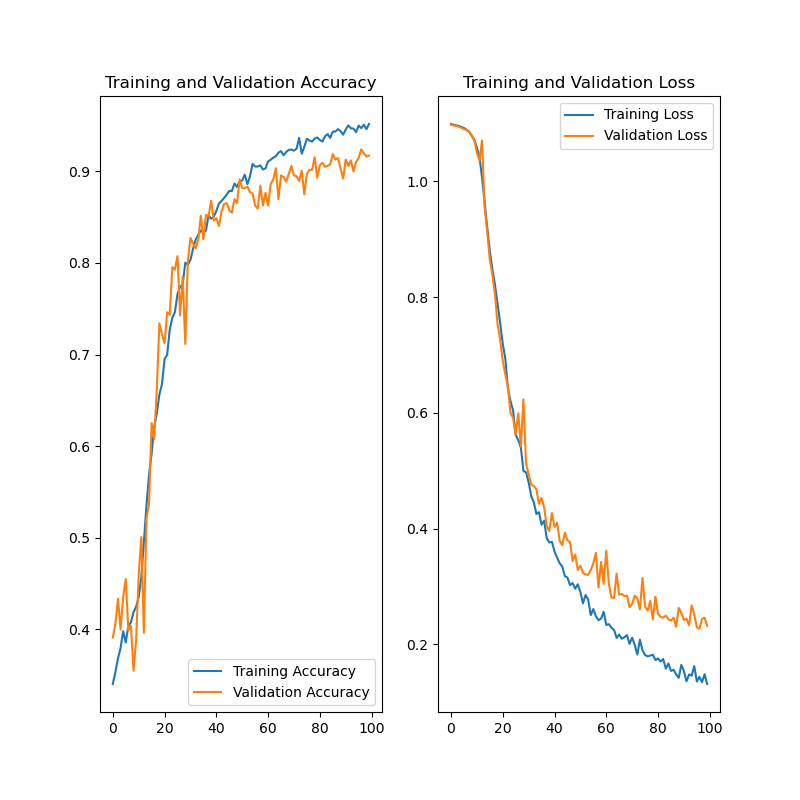 Training and Validation Accuracy
0.9
0.8
0.7
0.6
0.5
0.4
0 20 40 60 80 100
Training Accuracy
Validation Accuracy
Training and Validation Loss
1.0
0.8
0.6
0.4
0.2
0 20 40 60 80 100
Training Loss
Validation Loss